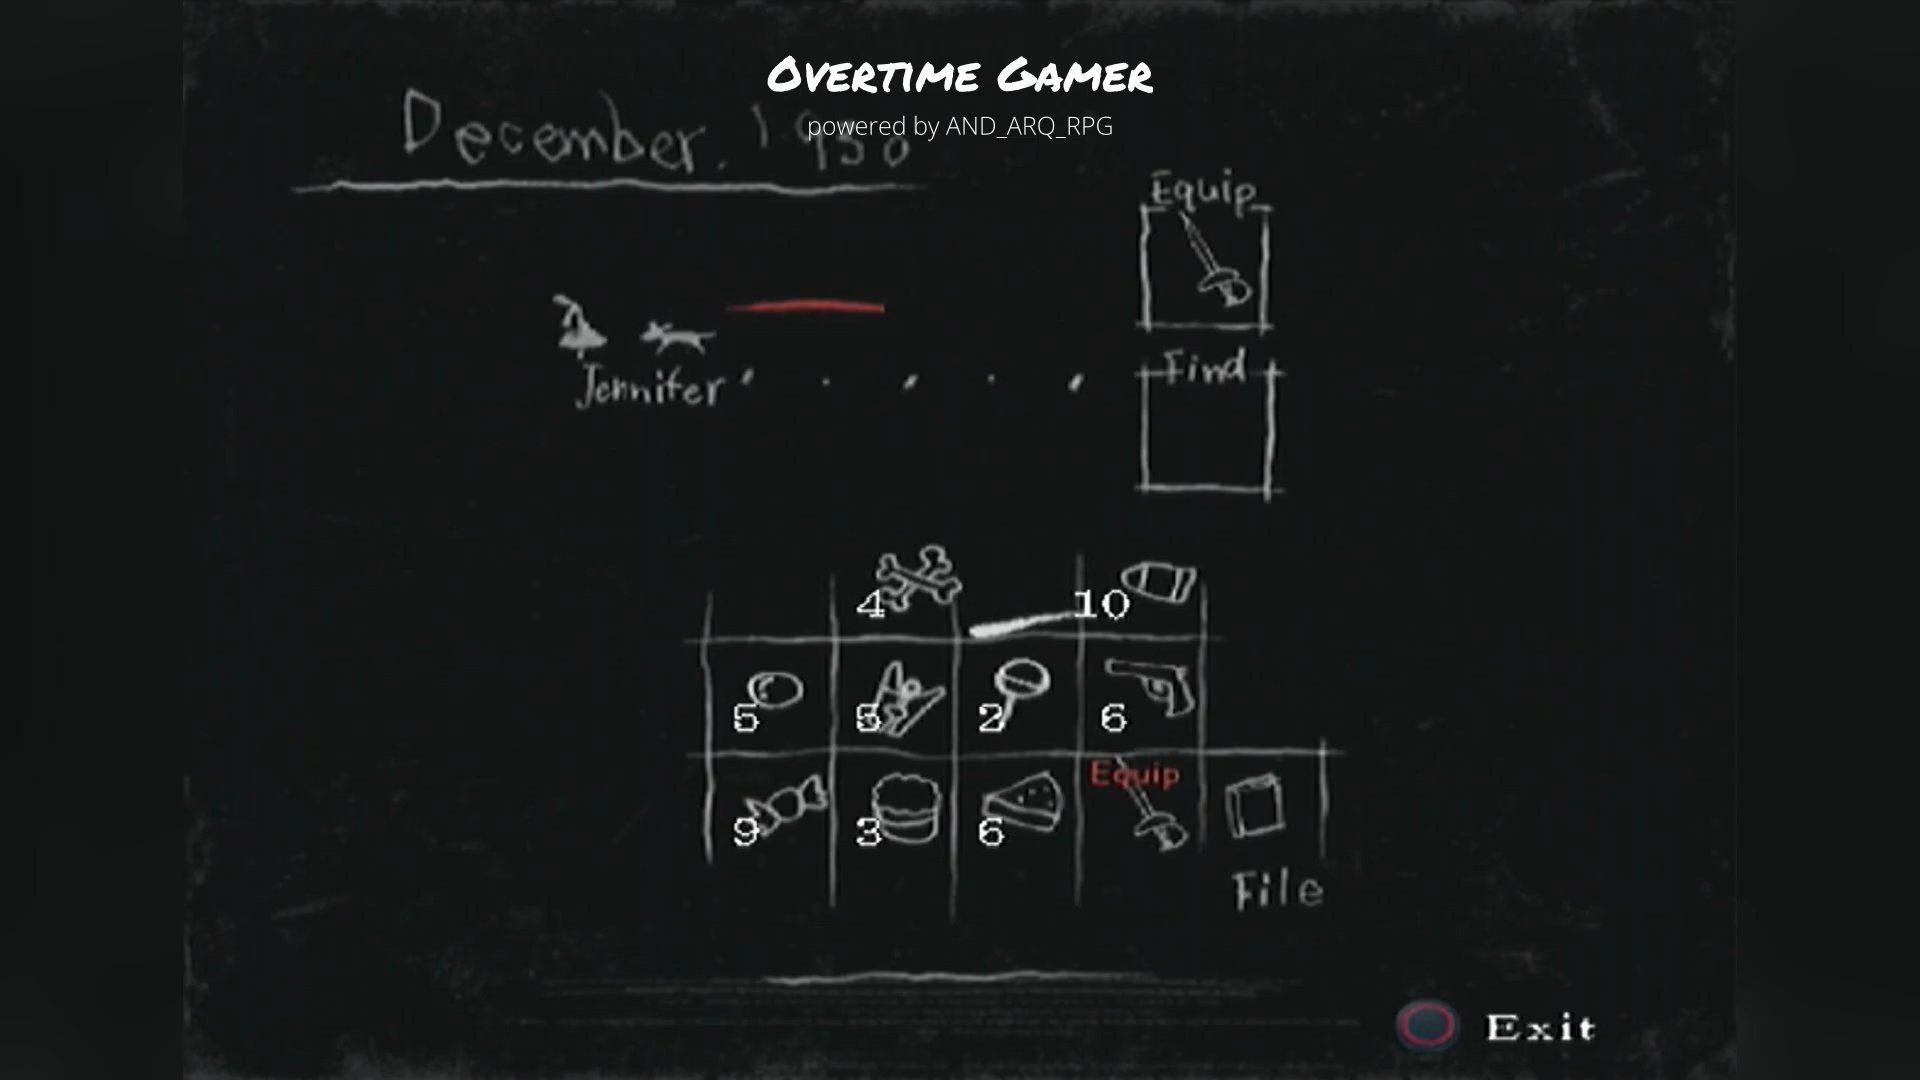 OVERTIME GAMER
powered by AND_ARQ_RPG
December. 1930
Equip
Jennifer
Find
4
10
5
5
2
6
Equip
9
3
6
File
Exit